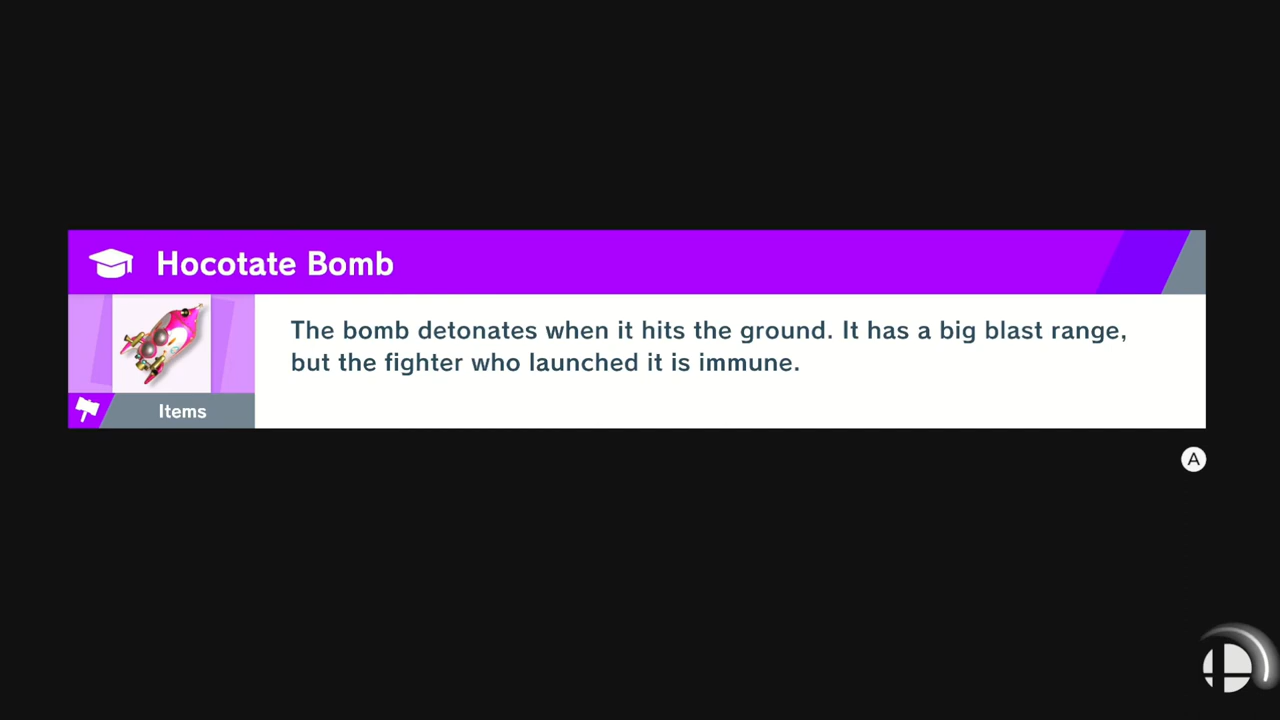 Hocotate Bomb
The bomb detonates when it hits the ground. It has a big blast range,
but the fighter who launched it is immune.
Items
A